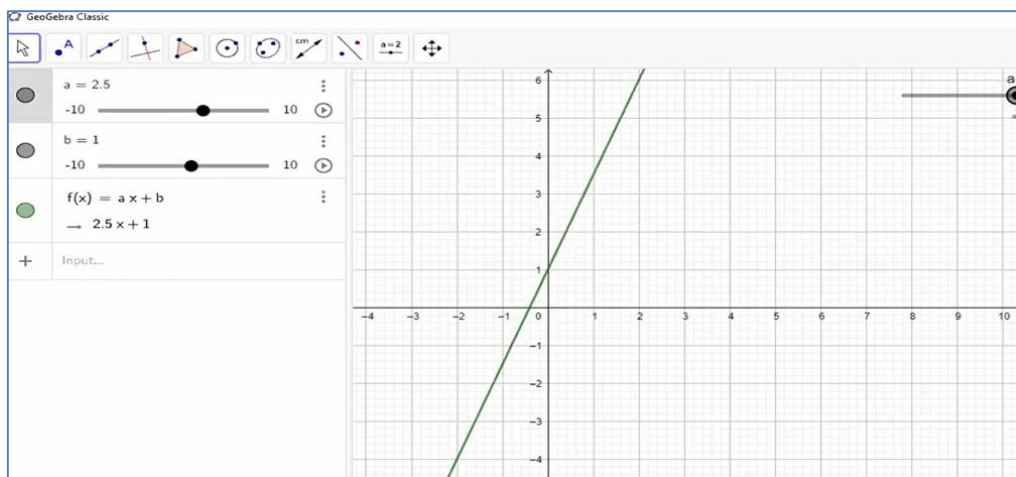 GeoGebra Classic
A
cm
a=2
a = 2.5
-10
10
b = 1
-10
10
f(x) = a x + b
→ 2.5 x + 1
+ Input...
a
6
5
4
3
2
1
-4 -3 -2 -1 0 1 2 3 4 5 6 7 8 9 10
-1
-2
-3
-4